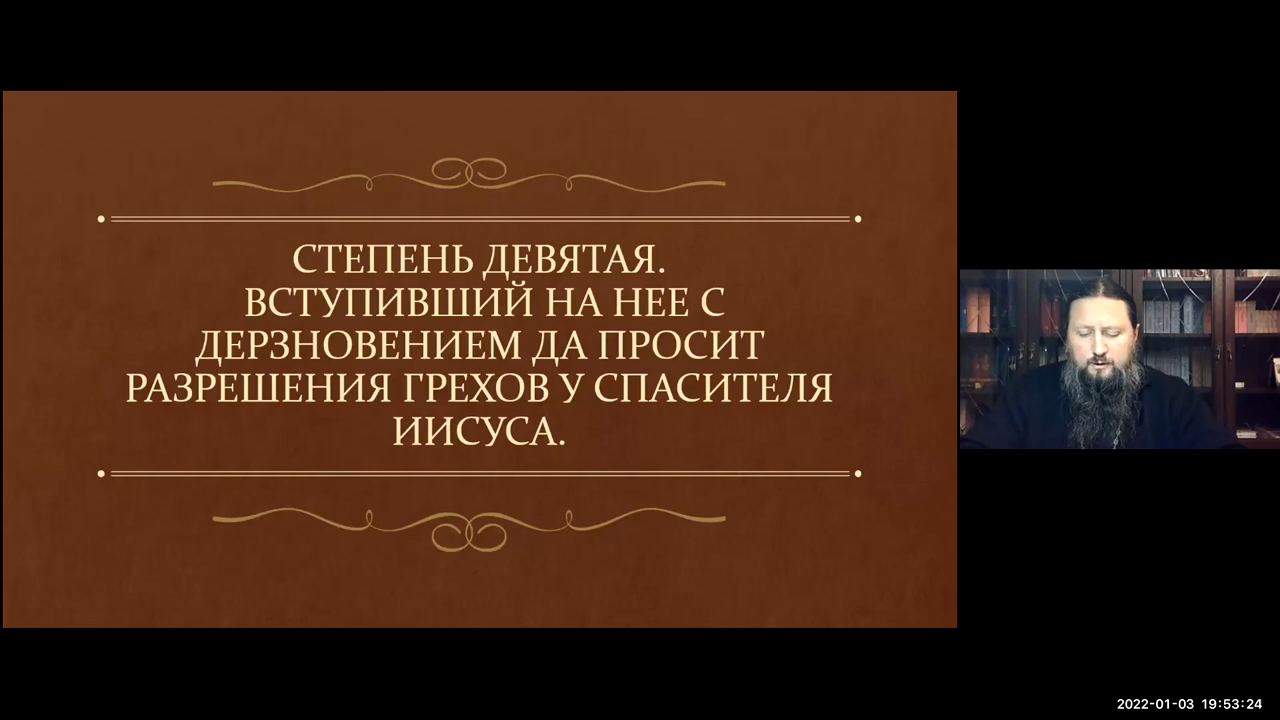 СТЕПЕНЬ ДЕВЯТАЯ.
ВСТУПИВШИЙ НА НЕЕ С
ДЕРЗНОВЕНИЕМ ДА ПРОСИТ
РАЗРЕШЕНИЯ ГРЕХОВ У СПАСИТЕЛЯ
ИИСУСА.
2022-01-03 19:53:24